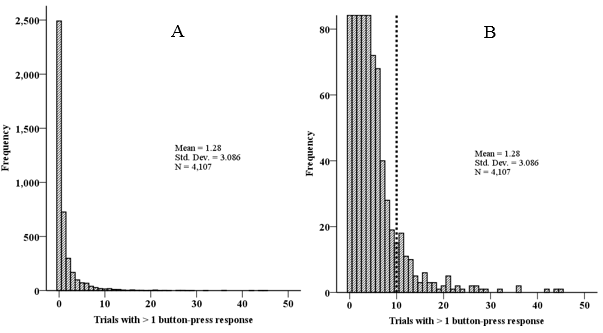 A
2,500
2,000
1,500
1,000
500
0
Frequency
Mean = 1.28
Std. Dev. = 3.086
N = 4,107
0 10 20 30 40 50
Trials with > 1 button-press response
B
80
60
40
20
0
Frequency
Mean = 1.28
Std. Dev. = 3.086
N = 4,107
0 10 20 30 40 50
Trials with > 1 button-press response